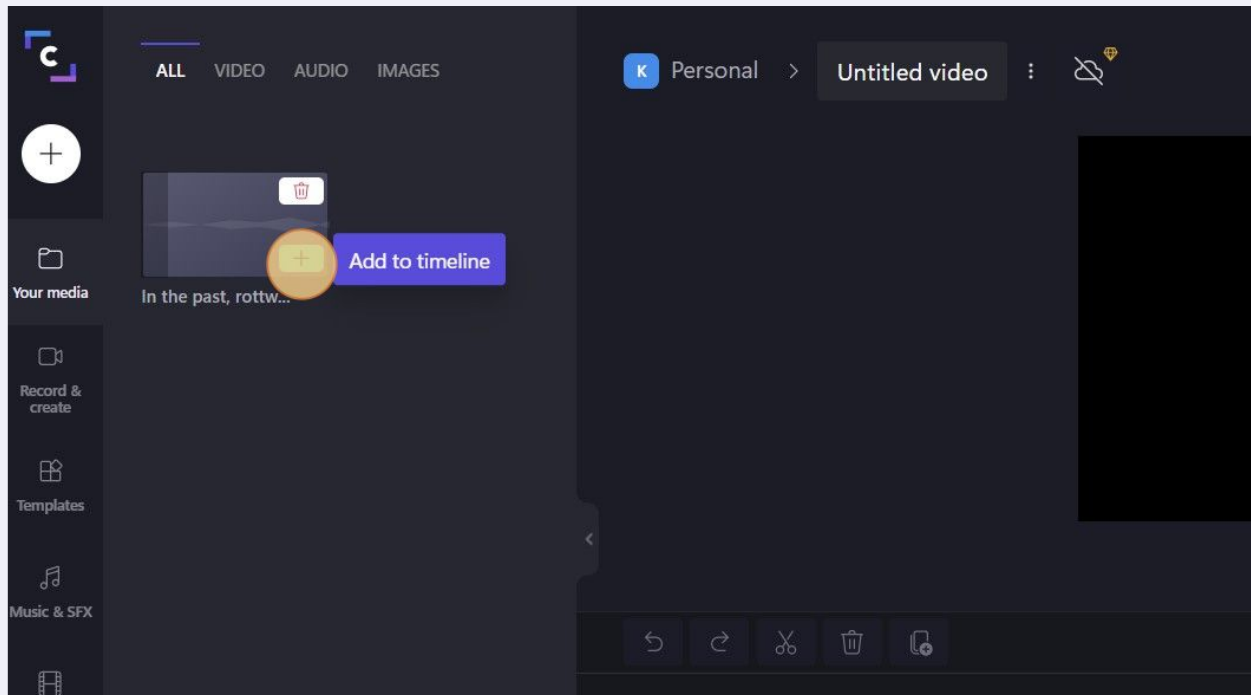 C
ALL VIDEO AUDIO IMAGES
K Personal > Untitled video
Add to timeline
In the past, rottw...
Your media
Record &
create
Templates
Music & SFX